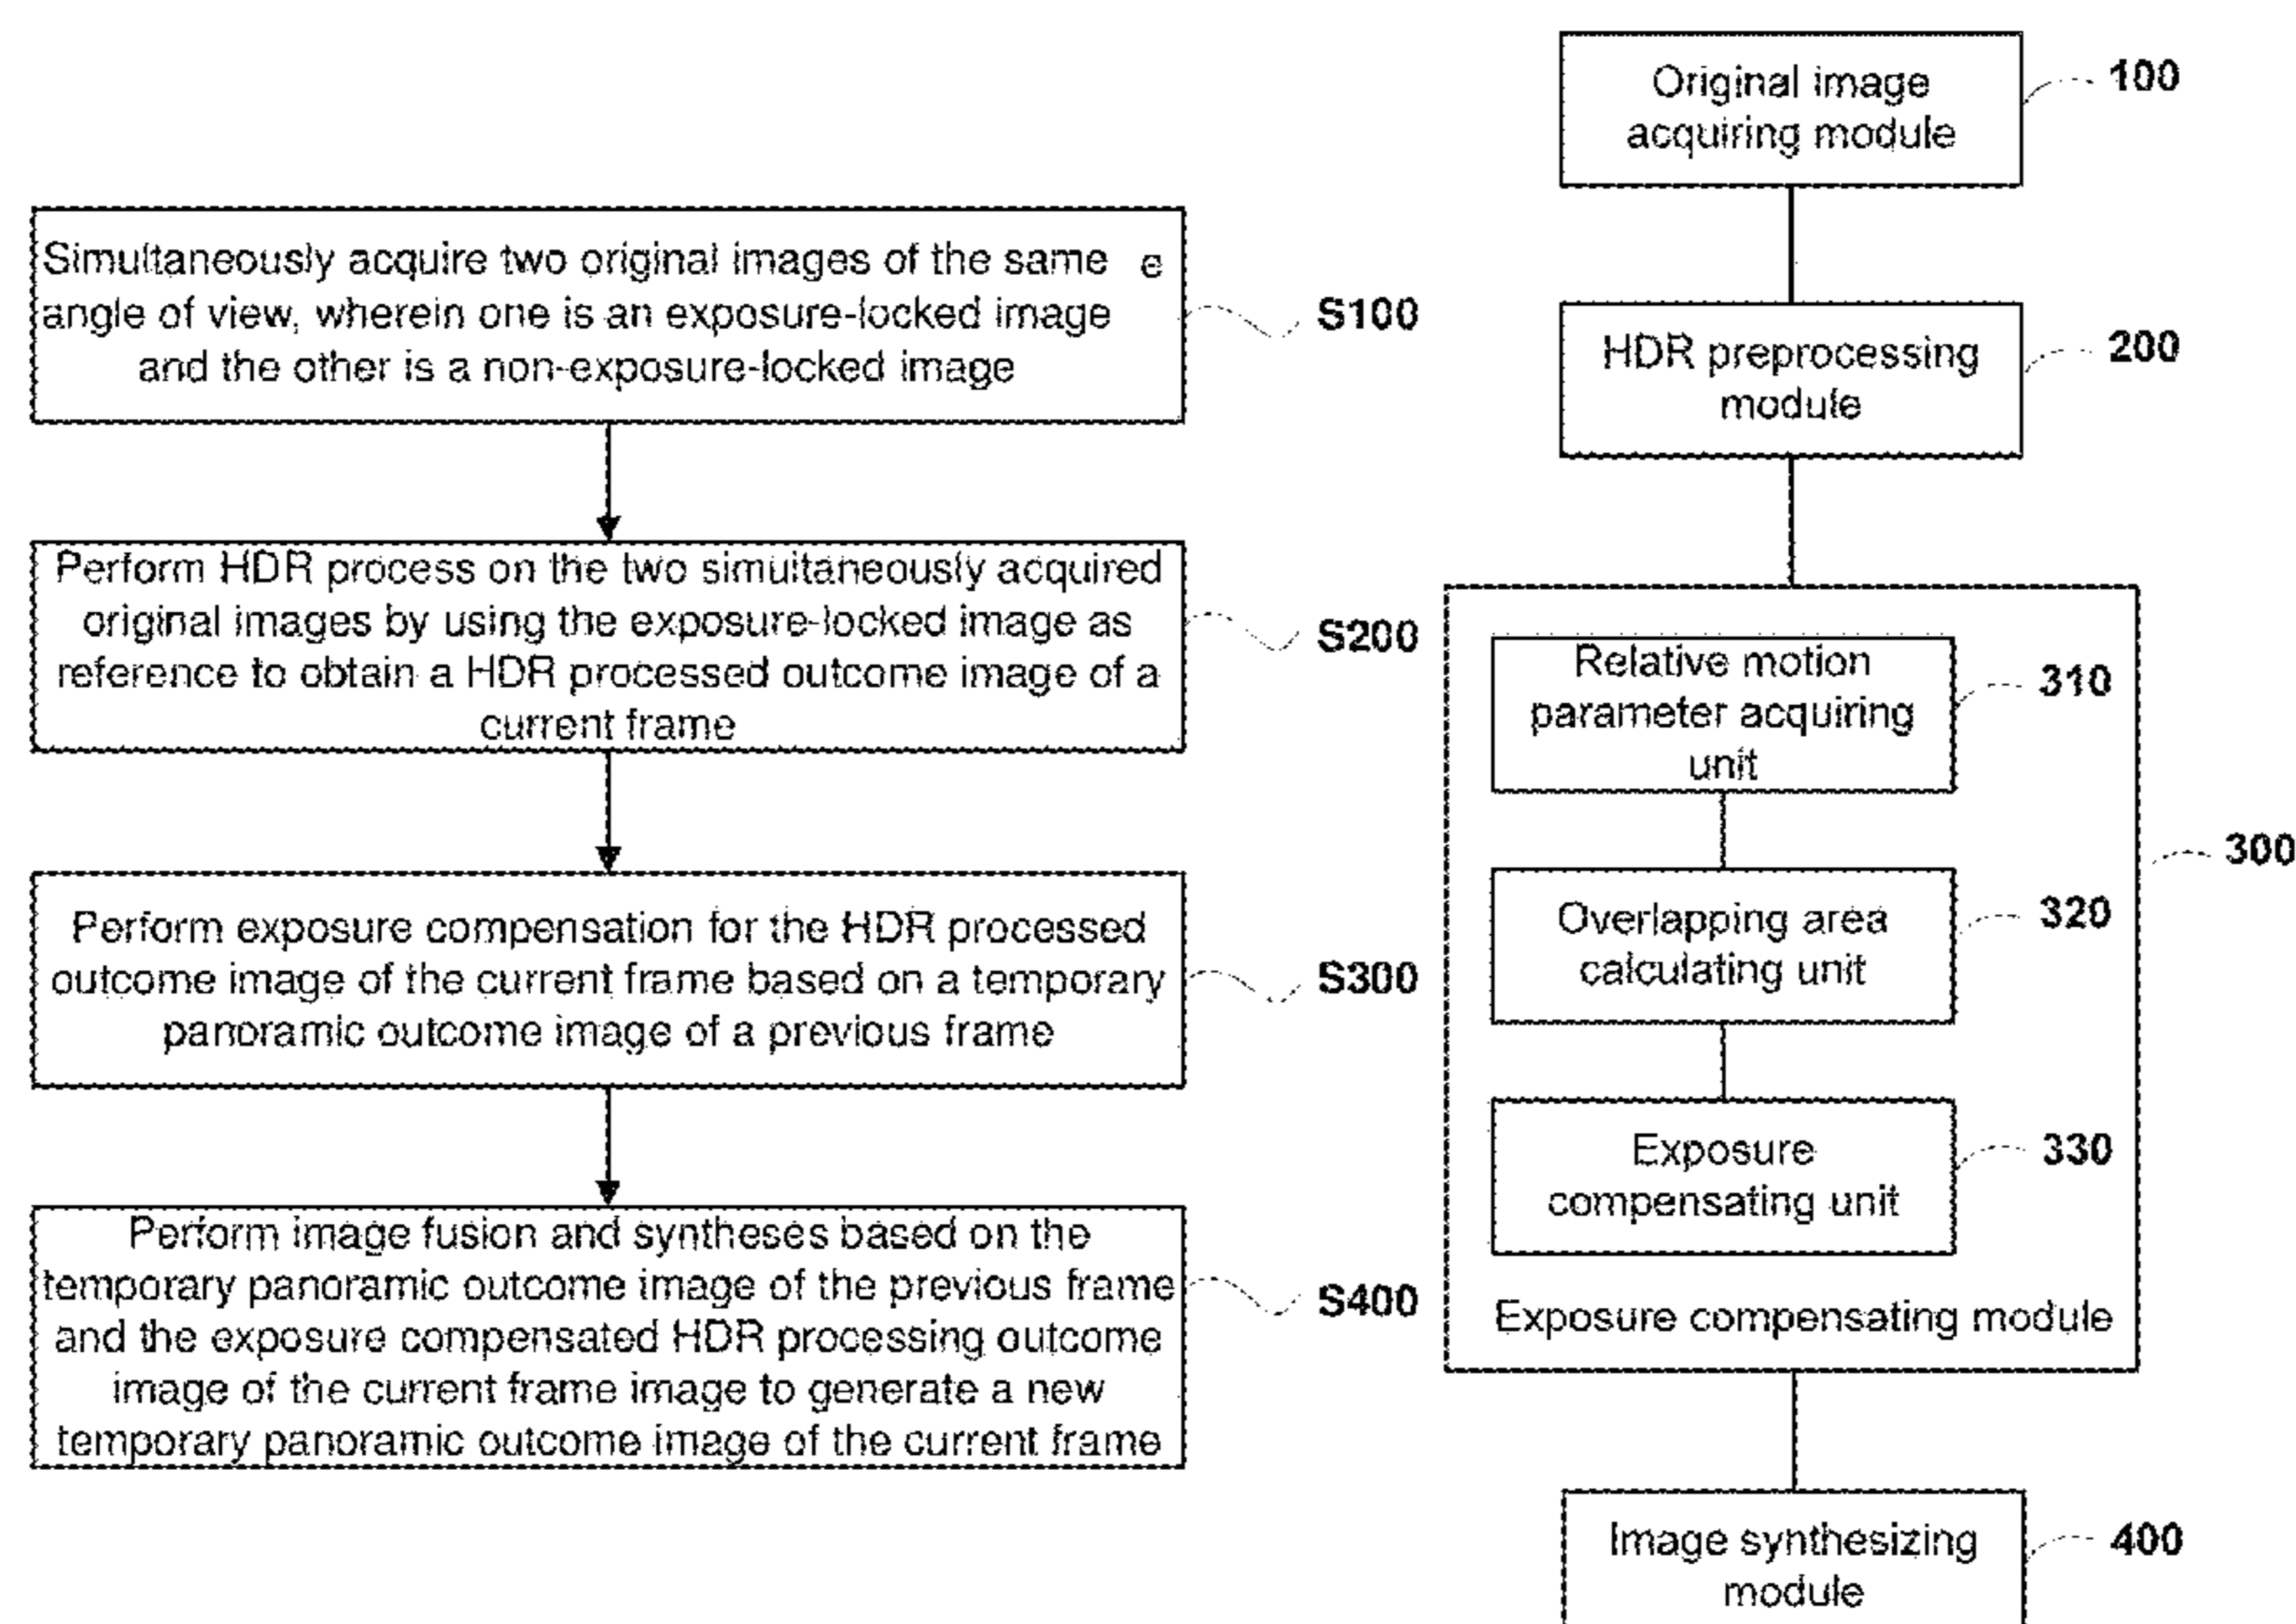 Simultaneously acquire two original images of the same e
angle of view, wherein one is an exposure-locked image
and the other is a non-exposure-locked image
S100
Perform HDR process on the two simultaneously acquired
original images by using the exposure-locked image as
reference to obtain a HDR processed outcome image of a
current frame
S200
Perform exposure compensation for the HDR processed
outcome image of the current frame based on a temporary
panoramic outcome image of a previous frame
S300
Perform image fusion and syntheses based on the
temporary panoramic outcome image of the previous frame
and the exposure compensated HDR processing outcome
image of the current frame image to generate a new
temporary panoramic outcome image of the current frame
S400
Original image
acquiring module
100
HDR preprocessing
module
200
Relative motion
parameter acquiring
unit
310
Overlapping area
calculating unit
320
Exposure
compensating unit
330
Exposure compensating module
300
Image synthesizing
module
400